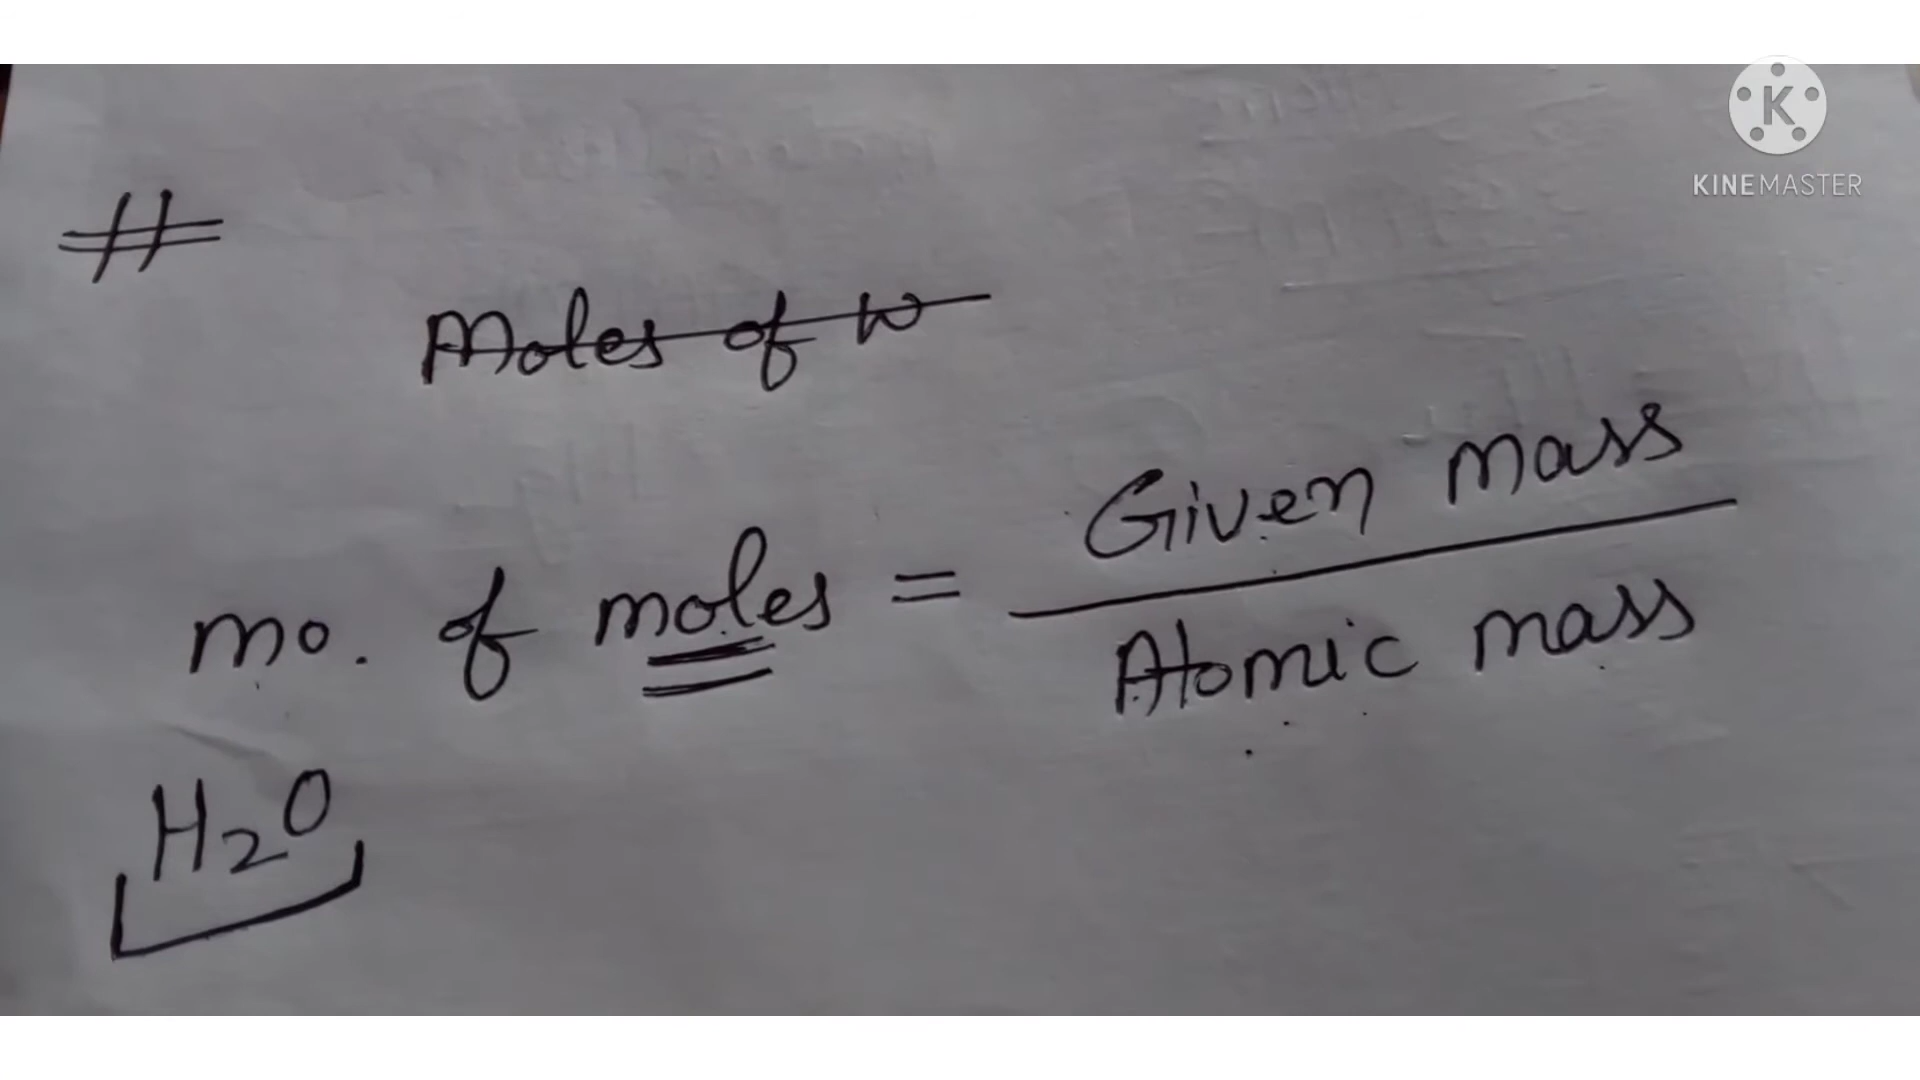 K
KINEMASTER
#
Moles of w
no. of moles = Given mass / Atomic mass
H₂O